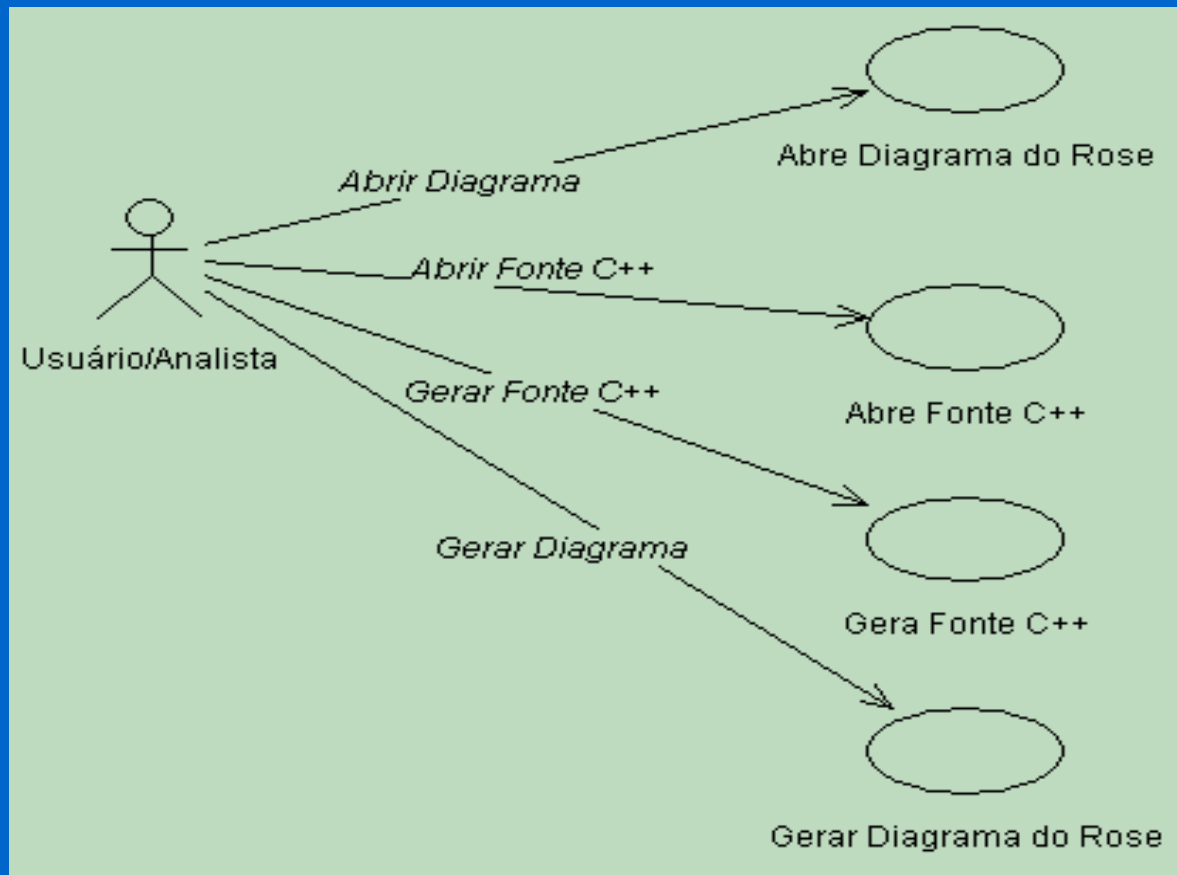 Abre Diagrama do Rose
Abrir Diagrama
Abrir Fonte C++
Usuário/Analista
Gerar Fonte C++
Abre Fonte C++
Gerar Diagrama
Gera Fonte C++
Gerar Diagrama do Rose